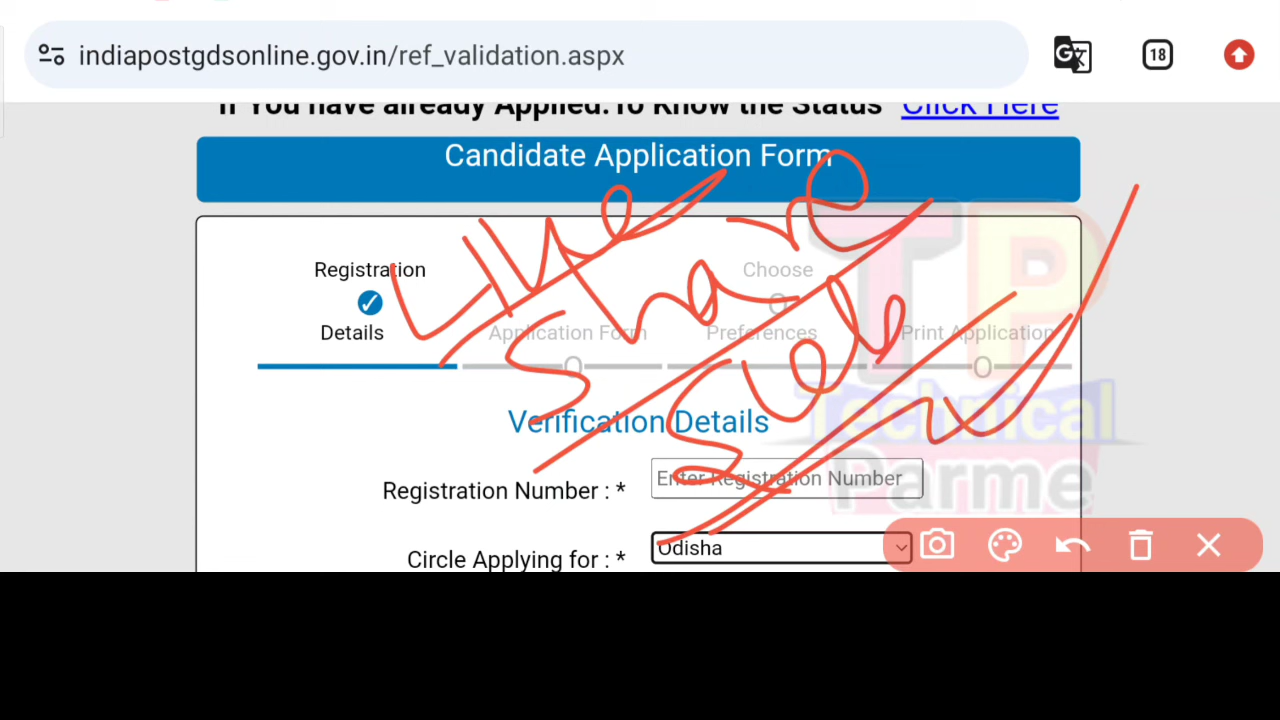 indiapostgdsonline.gov.in/ref_validation.aspx
18
If You have already Applied.To Know the Status Click Here
Candidate Application Form
Registration
Details
Application Form
Choose
Preferences
Print Application
Like
Share
Verification Details
Technical
Parme
TP
Registration Number : *
Enter Registration Number
Circle Applying for : *
Odisha